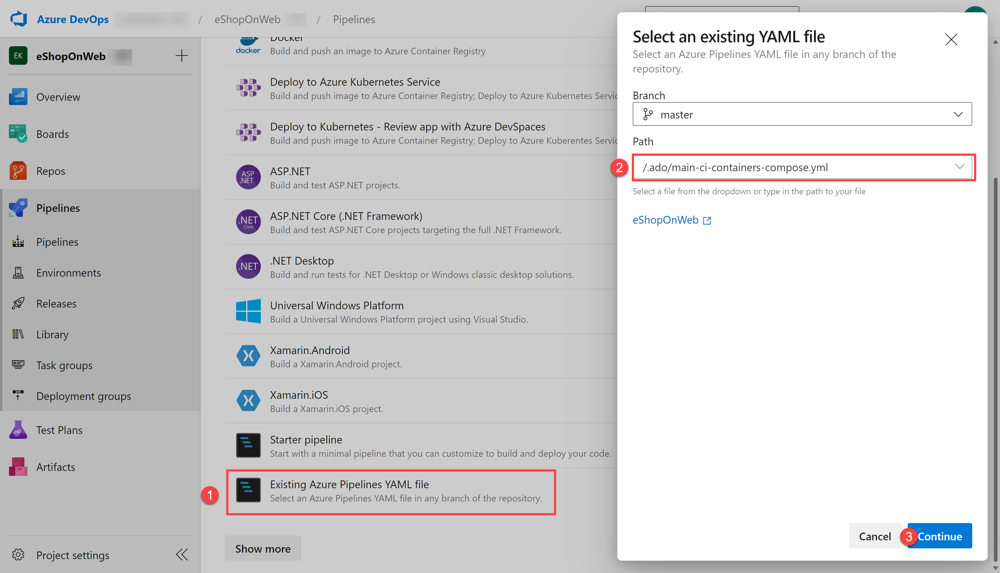 Azure DevOps / eShopOnWeb / Pipelines
EK eShopOnWeb
Overview
Boards
Repos
Pipelines
Pipelines
Environments
Releases
Library
Task groups
Deployment groups
Test Plans
Artifacts
Project settings
docker
Docker
Build and push an image to Azure Container Registry
Deploy to Azure Kubernetes Service
Build and push image to Azure Container Registry; Deploy to Azure Kubernetes Servic
Deploy to Kubernetes - Review app with Azure DevSpaces
Build and push image to Azure Container Registry; Deploy to Azure Kuberentes Servic
ASP
.NET
ASP.NET
Build and test ASP.NET projects.
.NET
Core
ASP.NET Core (.NET Framework)
Build and test ASP.NET Core projects targeting the full .NET Framework.
.NET
.NET Desktop
Build and run tests for .NET Desktop or Windows classic desktop solutions.
Universal Windows Platform
Build a Universal Windows Platform project using Visual Studio.
Xamarin.Android
Build a Xamarin.Android project.
Xamarin.iOS
Build a Xamarin.iOS project.
Starter pipeline
Start with a minimal pipeline that you can customize to build and deploy your code.
1
Existing Azure Pipelines YAML file
Select an Azure Pipelines YAML file in any branch of the repository.
Show more
Select an existing YAML file
Select an Azure Pipelines YAML file in any branch of the
repository.
Branch
master
Path
2
/.ado/main-ci-containers-compose.yml
Select a file from the dropdown or type in the path to your file
eShopOnWeb
Cancel
3
Continue